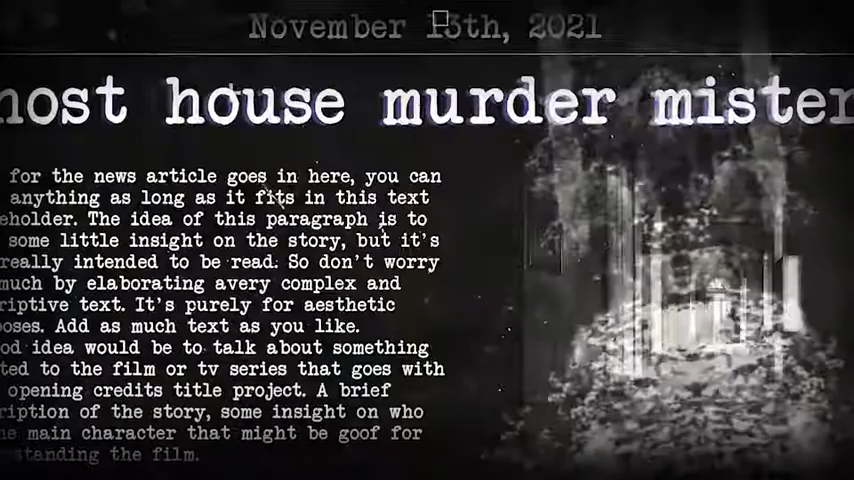 November 13th, 2021
host house murder mister
for the news article goes in here, you can
anything as long as it fits in this text
eholder. The idea of this paragraph is to
some little insight on the story, but it's
really intended to be read. So don't worry
much by elaborating avery complex and
riptive text. It's purely for aesthetic
oses. Add as much text as you like.
od idea would be to talk about something
ted to the film or tv series that goes with
opening credits title project. A brief
ription of the story, some insight on who
e main character that might be goof for
standing the film.